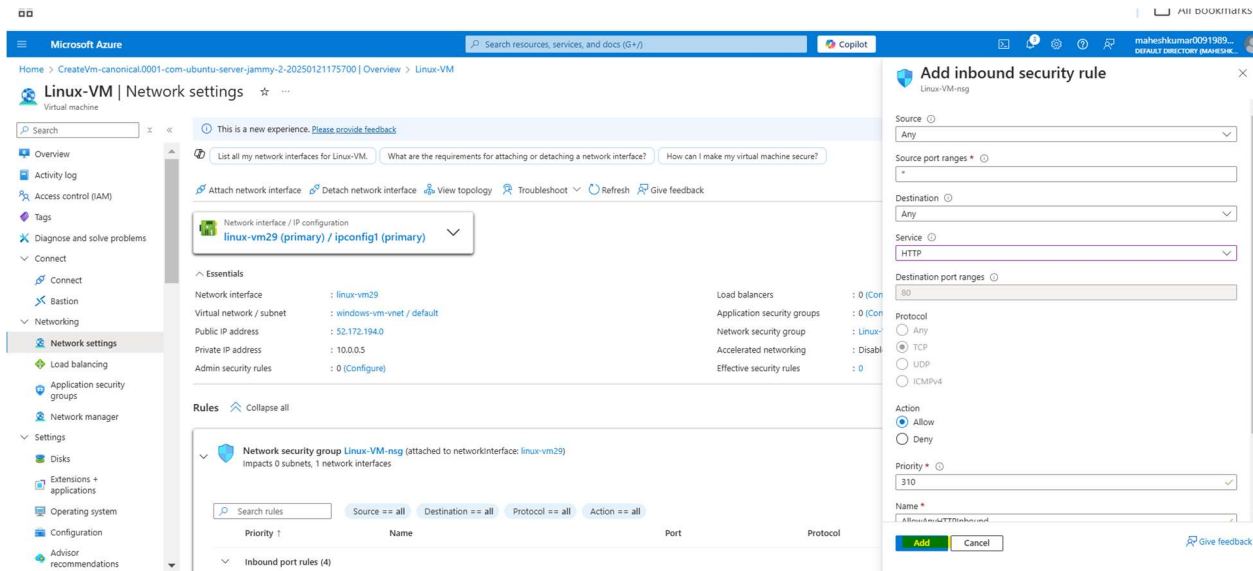 All Bookmarks
Microsoft Azure
Search resources, services, and docs (G+/)
Copilot
3
maheshkumar0091989...
DEFAULT DIRECTORY (MAHESHK...
Home > CreateVm-canonical.0001-com-ubuntu-server-jammy-2-20250121175700 | Overview > Linux-VM
Linux-VM | Network settings
Virtual machine
Search
Overview
Activity log
Access control (IAM)
Tags
Diagnose and solve problems
Connect
Connect
Bastion
Networking
Network settings
Load balancing
Application security
groups
Network manager
Settings
Disks
Extensions +
applications
Operating system
Configuration
Advisor
recommendations
This is a new experience. Please provide feedback
List all my network interfaces for Linux-VM.
What are the requirements for attaching or detaching a network interface?
How can I make my virtual machine secure?
Attach network interface
Detach network interface
View topology
Troubleshoot
Refresh
Give feedback
Network interface / IP configuration
linux-vm29 (primary) / ipconfig1 (primary)
Essentials
Network interface : linux-vm29
Virtual network / subnet : windows-vm-vnet / default
Public IP address : 52.172.194.0
Private IP address : 10.0.0.5
Admin security rules : 0 (Configure)
Load balancers : 0 (Con
Application security groups : 0 (Con
Network security group : Linux-
Accelerated networking : Disabl
Effective security rules : 0
Rules Collapse all
Network security group Linux-VM-nsg (attached to networkInterface: linux-vm29)
Impacts 0 subnets, 1 network interfaces
Search rules
Source == all
Destination == all
Protocol == all
Action == all
Priority ↑ Name Port Protocol
Inbound port rules (4)
Add inbound security rule
Linux-VM-nsg
Source
Any
Source port ranges *
*
Destination
Any
Service
HTTP
Destination port ranges
80
Protocol
Any
TCP
UDP
ICMPv4
Action
Allow
Deny
Priority *
310
Name *
AllowAnyHTTPInbound
Add
Cancel
Give feedback